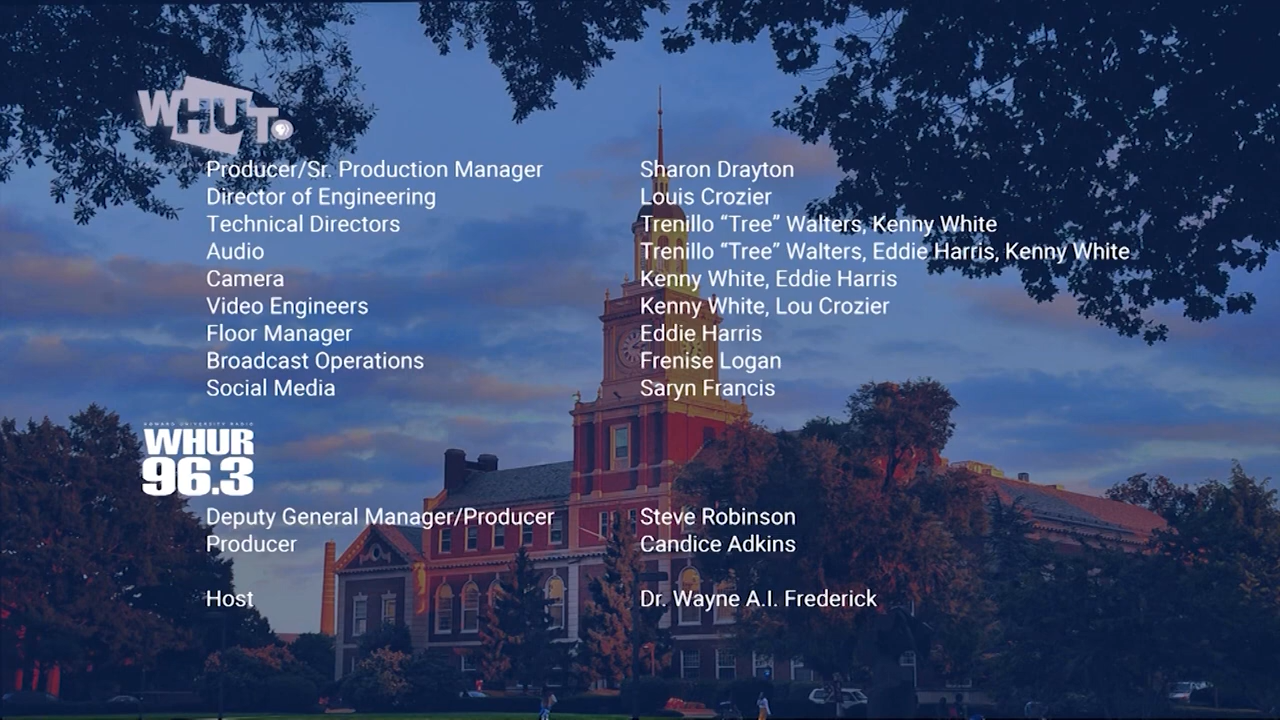 WHUT
Producer/Sr. Production Manager Sharon Drayton
Director of Engineering Louis Crozier
Technical Directors Trenillo “Tree” Walters, Kenny White
Audio Trenillo “Tree” Walters, Eddie Harris, Kenny White
Camera Kenny White, Eddie Harris
Video Engineers Kenny White, Lou Crozier
Floor Manager Eddie Harris
Broadcast Operations Frenise Logan
Social Media Saryn Francis
HOWARD UNIVERSITY RADIO
WHUR
96.3
Deputy General Manager/Producer Steve Robinson
Producer Candice Adkins
Host Dr. Wayne A.I. Frederick